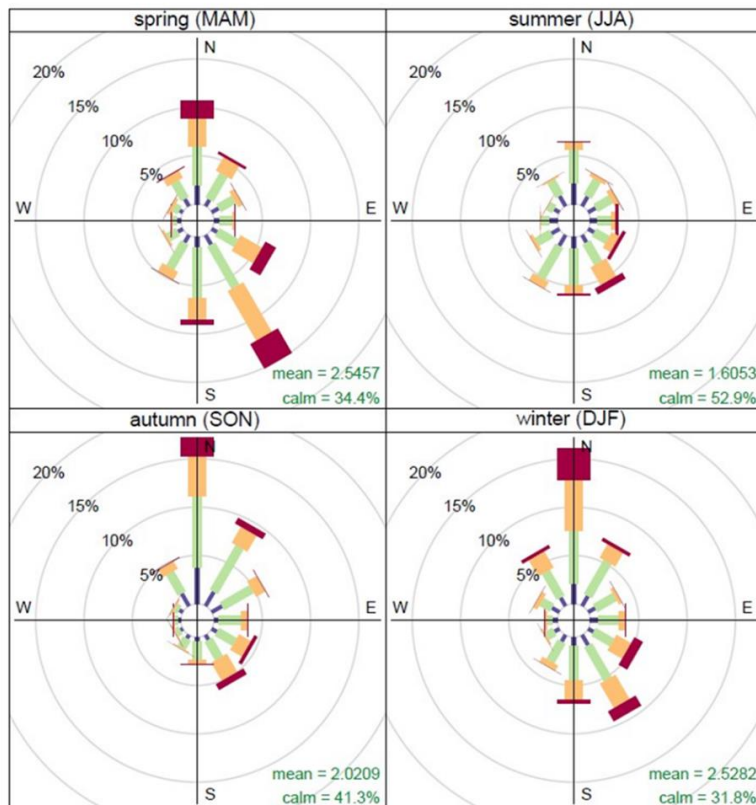 spring (MAM)
N
20%
15%
10%
5%
W
E
S
mean = 2.5457
calm = 34.4%
summer (JJA)
N
20%
15%
10%
5%
W
E
S
mean = 1.6053
calm = 52.9%
autumn (SON)
N
20%
15%
10%
5%
W
E
S
mean = 2.0209
calm = 41.3%
winter (DJF)
N
20%
15%
10%
5%
W
E
S
mean = 2.5282
calm = 31.8%